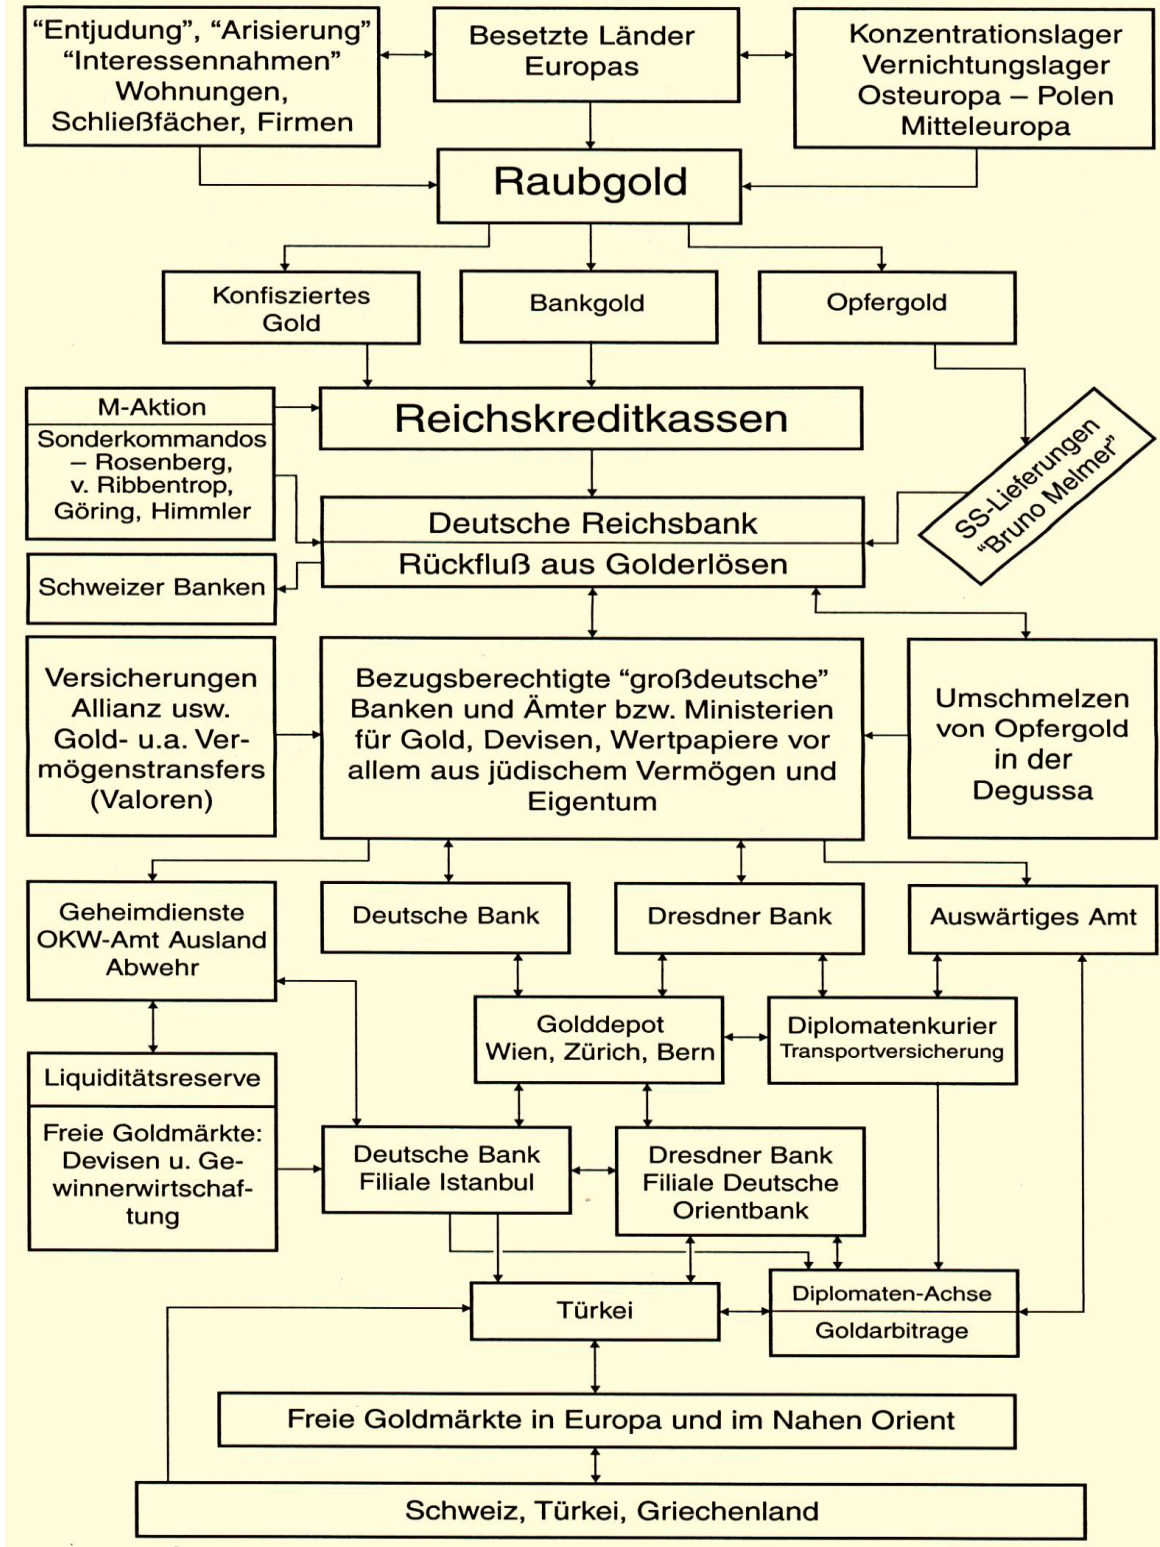 “Entjudung”, “Arisierung”
“Interessennahmen”
Wohnungen,
Schließfächer, Firmen
Besetzte Länder
Europas
Konzentrationslager
Vernichtungslager
Osteuropa – Polen
Mitteleuropa
Raubgold
Konfisziertes
Gold
Bankgold
Opfergold
M-Aktion
Sonderkommandos
– Rosenberg,
v. Ribbentrop,
Göring, Himmler
Reichskreditkassen
SS-Lieferungen
“Bruno Melmer”
Deutsche Reichsbank
Rückfluß aus Golderlösen
Schweizer Banken
Versicherungen
Allianz usw.
Gold- u.a. Ver-
mögenstransfers
(Valoren)
Bezugsberechtigte “großdeutsche”
Banken und Ämter bzw. Ministerien
für Gold, Devisen, Wertpapiere vor
allem aus jüdischem Vermögen und
Eigentum
Umschmelzen
von Opfergold
in der
Degussa
Geheimdienste
OKW-Amt Ausland
Abwehr
Deutsche Bank
Dresdner Bank
Auswärtiges Amt
Golddepot
Wien, Zürich, Bern
Diplomatenkurier
Transportversicherung
Liquiditätsreserve
Freie Goldmärkte:
Devisen u. Ge-
winnerwirtschaf-
tung
Deutsche Bank
Filiale Istanbul
Dresdner Bank
Filiale Deutsche
Orientbank
Türkei
Diplomaten-Achse
Goldarbitrage
Freie Goldmärkte in Europa und im Nahen Orient
Schweiz, Türkei, Griechenland